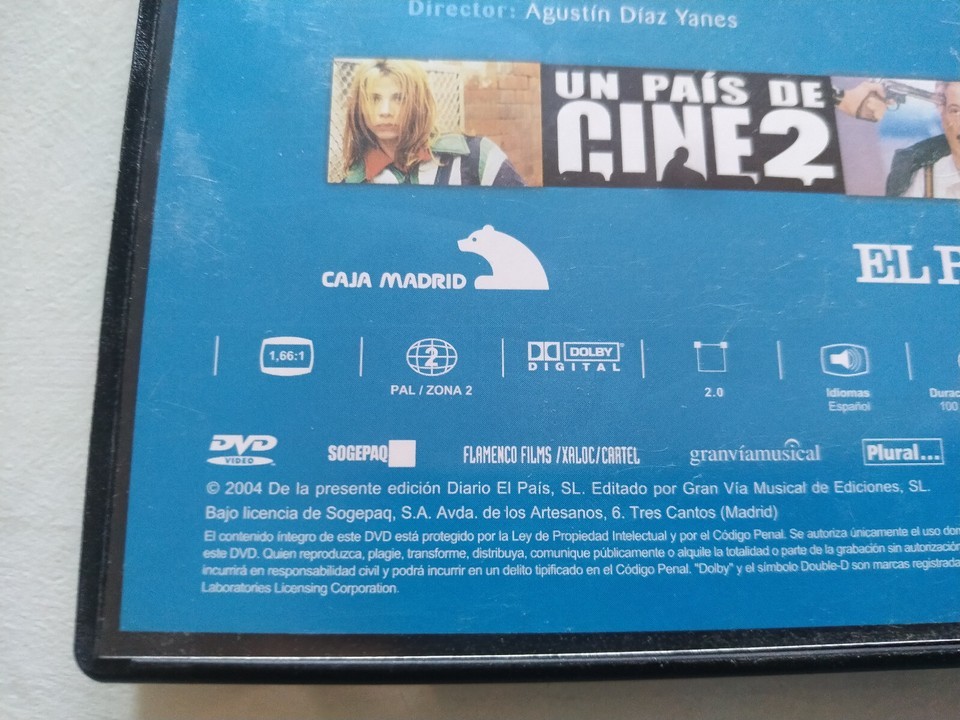 Director: Agustín Díaz Yanes
UN PAÍS DE
CINE 2
CAJA MADRID
EL P
1,66:1
2
PAL / ZONA 2
DOLBY
DIGITAL
2.0
Idiomas
Español
Durac
100
DVD
VIDEO
SOGEPAQ
FLAMENCO FILMS /XALOC/CARTEL
granvíamusical
Plural...
© 2004 De la presente edición Diario El País, SL. Editado por Gran Vía Musical de Ediciones, SL.
Bajo licencia de Sogepaq, S.A. Avda. de los Artesanos, 6. Tres Cantos (Madrid)
El contenido íntegro de este DVD está protegido por la Ley de Propiedad Intelectual y por el Código Penal. Se autoriza únicamente el uso don
este DVD. Quien reproduzca, plagie, transforme, distribuya, comunique públicamente o alquile la totalidad o parte de la grabación sin autorización
incurrirá en responsabilidad civil y podrá incurrir en un delito tipificado en el Código Penal. "Dolby" y el símbolo Double-D son marcas registrada
Laboratories Licensing Corporation.